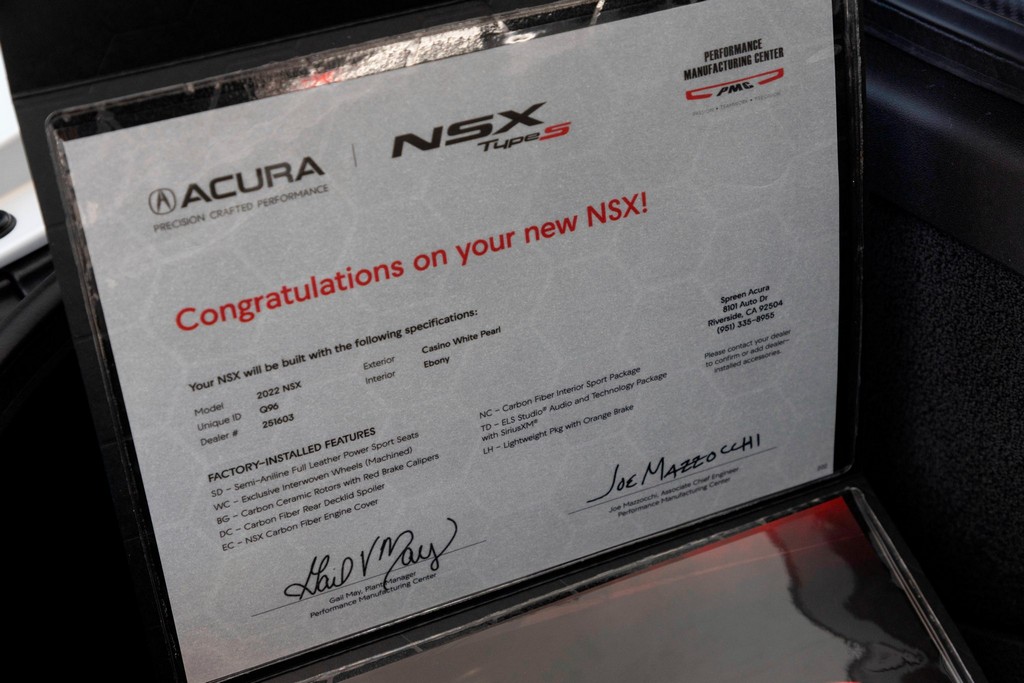 PERFORMANCE
MANUFACTURING CENTER
PMC
ACURA
PRECISION CRAFTED PERFORMANCE
NSX
Type S
Congratulations on your new NSX!
Your NSX will be built with the following specifications:
Model 2022 NSX
Unique ID Q96
Dealer # 251603
Exterior Casino White Pearl
Interior Ebony
Spreen Acura
8101 Auto Dr
Riverside, CA 92504
(951) 335-8955
Please contact your dealer
to confirm or add dealer-
installed accessories.
FACTORY-INSTALLED FEATURES
SD – Semi-Aniline Full Leather Power Sport Seats
WC – Exclusive Interwoven Wheels (Machined)
BG – Carbon Ceramic Rotors with Red Brake Calipers
DC – Carbon Fiber Rear Decklid Spoiler
EC – NSX Carbon Fiber Engine Cover
NC – Carbon Fiber Interior Sport Package
TD – ELS Studio® Audio and Technology Package
with SiriusXM®
LH – Lightweight Pkg with Orange Brake
Gail V May
Gail May, Plant Manager
Performance Manufacturing Center
JOE MAZZOCCHI
Joe Mazzocchi, Associate Chief Engineer
Performance Manufacturing Center